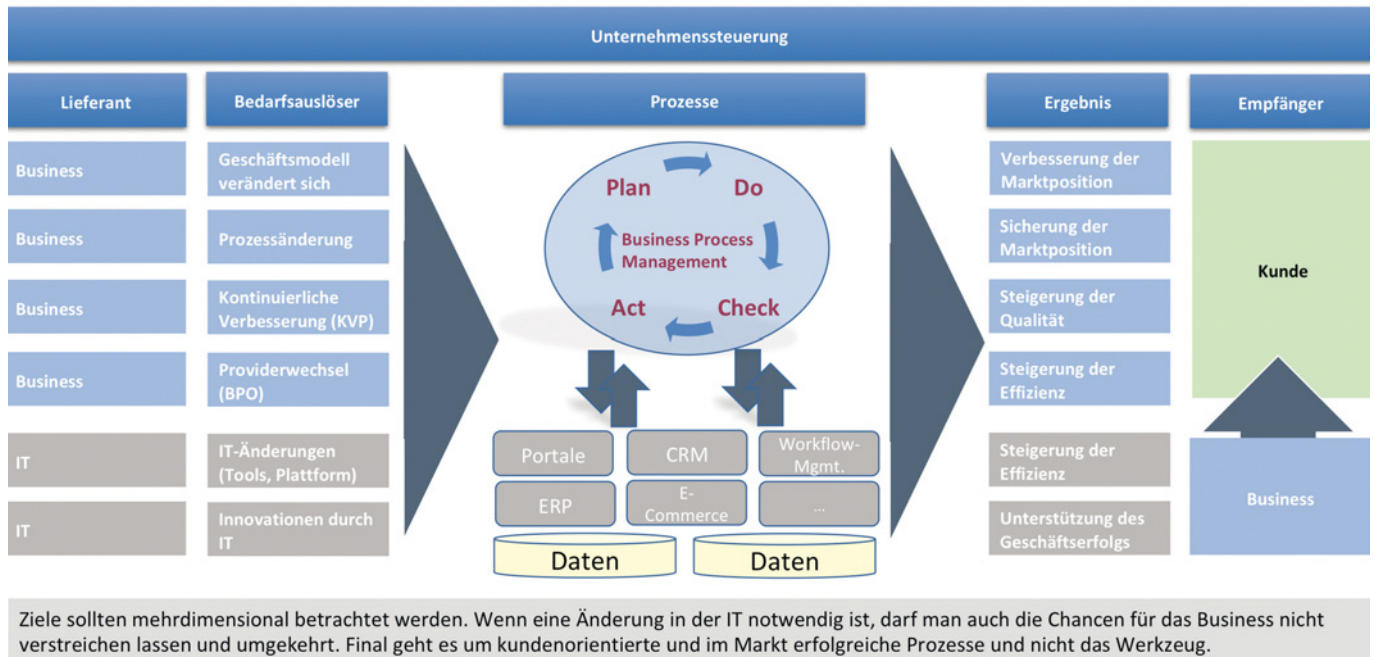 Unternehmenssteuerung
Lieferant
Bedarfsauslöser
Prozesse
Ergebnis
Empfänger
Business
Geschäftsmodell
verändert sich
Business
Prozessänderung
Business
Kontinuierliche
Verbesserung (KVP)
Business
Providerwechsel
(BPO)
IT
IT-Änderungen
(Tools, Plattform)
IT
Innovationen durch
IT
Plan
Do
Business Process
Management
Act
Check
Portale
CRM
Workflow-
Mgmt.
ERP
E-
Commerce
...
Daten
Daten
Verbesserung der
Marktposition
Sicherung der
Marktposition
Steigerung der
Qualität
Steigerung der
Effizienz
Steigerung der
Effizienz
Unterstützung des
Geschäftserfolgs
Kunde
Business
Ziele sollten mehrdimensional betrachtet werden. Wenn eine Änderung in der IT notwendig ist, darf man auch die Chancen für das Business nicht
verstreichen lassen und umgekehrt. Final geht es um kundenorientierte und im Markt erfolgreiche Prozesse und nicht das Werkzeug.